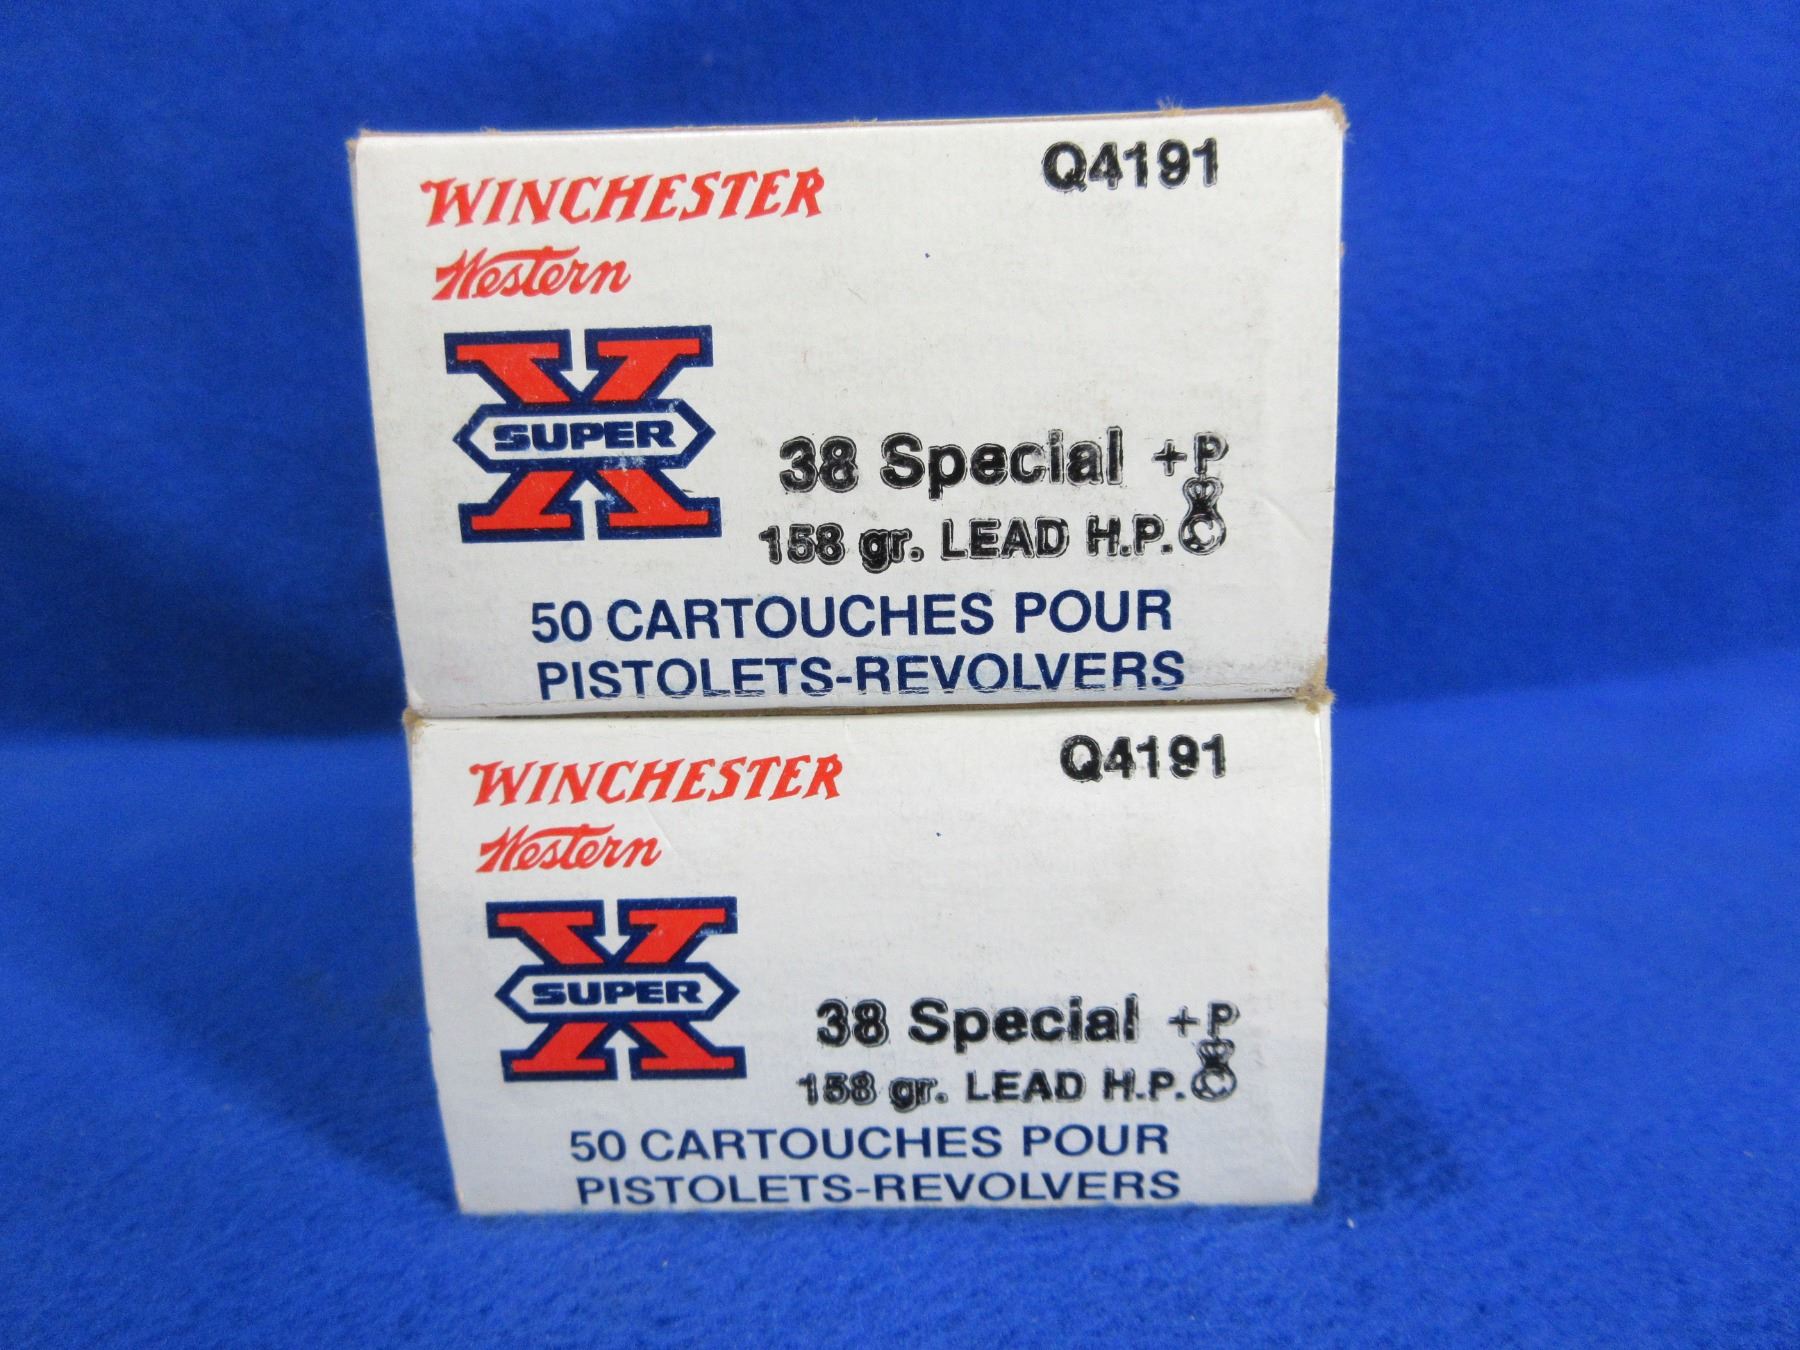 WINCHESTER
Q4191
Western
SUPER X
38 Special +P
158 gr. LEAD H.P.
50 CARTOUCHES POUR
PISTOLETS-REVOLVERS
WINCHESTER
Q4191
Western
SUPER X
38 Special +P
158 gr. LEAD H.P.
50 CARTOUCHES POUR
PISTOLETS-REVOLVERS